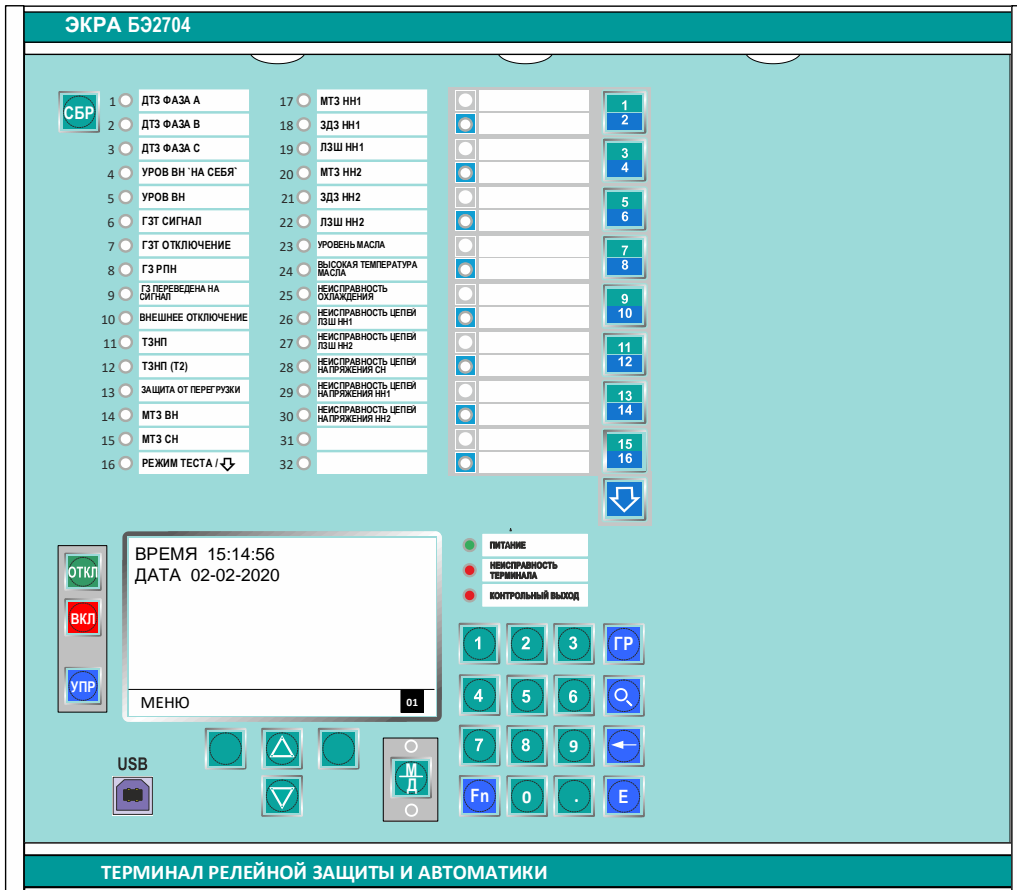 ЭКРА БЭ2704
СБР
1 ДТЗ ФАЗА А
2 ДТЗ ФАЗА В
3 ДТЗ ФАЗА С
4 УРОВ ВН `НА СЕБЯ`
5 УРОВ ВН
6 ГЗТ СИГНАЛ
7 ГЗТ ОТКЛЮЧЕНИЕ
8 ГЗ РПН
9 ГЗ ПЕРЕВЕДЕНА НА
СИГНАЛ
10 ВНЕШНЕЕ ОТКЛЮЧЕНИЕ
11 ТЗНП
12 ТЗНП (Т2)
13 ЗАЩИТА ОТ ПЕРЕГРУЗКИ
14 МТЗ ВН
15 МТЗ СН
16 РЕЖИМ ТЕСТА /
17 МТЗ НН1
18 ЗДЗ НН1
19 ЛЗШ НН1
20 МТЗ НН2
21 ЗДЗ НН2
22 ЛЗШ НН2
23 УРОВЕНЬ МАСЛА
24 ВЫСОКАЯ ТЕМПЕРАТУРА
МАСЛА
25 НЕИСПРАВНОСТЬ
ОХЛАЖДЕНИЯ
26 НЕИСПРАВНОСТЬ ЦЕПЕЙ
ЛЗШ НН1
27 НЕИСПРАВНОСТЬ ЦЕПЕЙ
ЛЗШ НН2
28 НЕИСПРАВНОСТЬ ЦЕПЕЙ
НАПРЯЖЕНИЯ СН
29 НЕИСПРАВНОСТЬ ЦЕПЕЙ
НАПРЯЖЕНИЯ НН1
30 НЕИСПРАВНОСТЬ ЦЕПЕЙ
НАПРЯЖЕНИЯ НН2
31
32
1
2
3
4
5
6
7
8
9
10
11
12
13
14
15
16
ОТКЛ
ВКЛ
УПР
ВРЕМЯ 15:14:56
ДАТА 02-02-2020
МЕНЮ 01
ПИТАНИЕ
НЕИСПРАВНОСТЬ
ТЕРМИНАЛА
КОНТРОЛЬНЫЙ ВЫХОД
USB
М
Д
1 2 3 ГР
4 5 6
7 8 9
Fn 0 . E
ТЕРМИНАЛ РЕЛЕЙНОЙ ЗАЩИТЫ И АВТОМАТИКИ